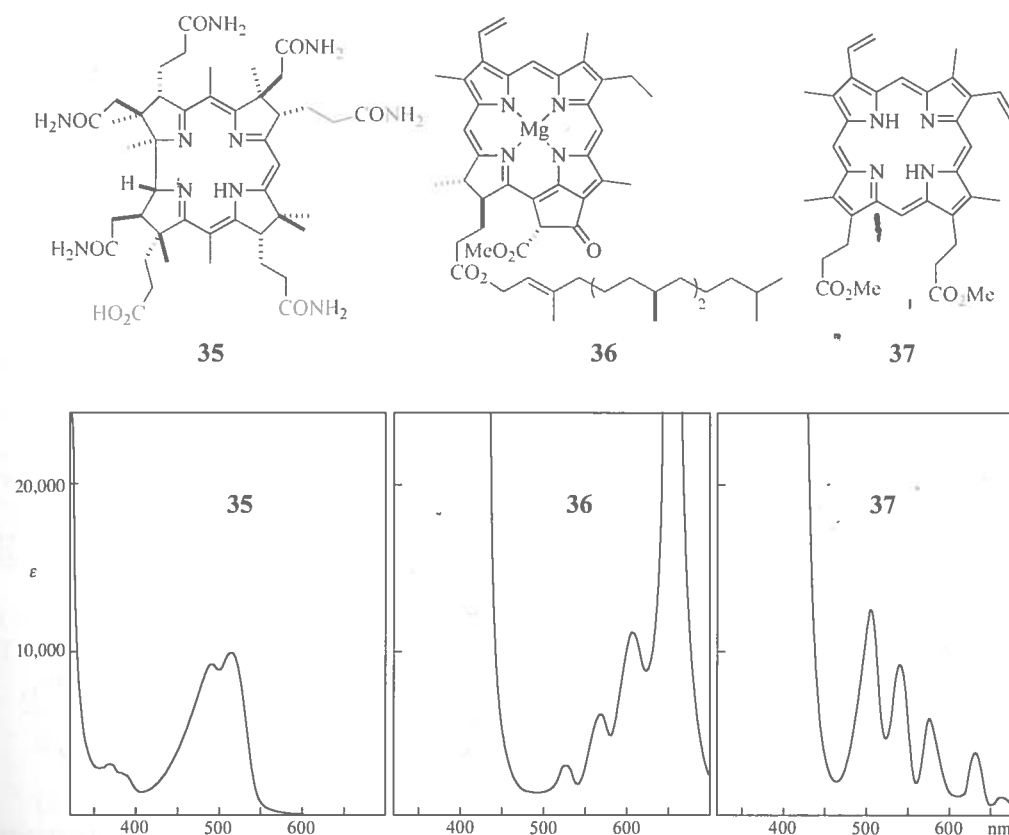 CONH₂
CONH₂
H₂NOC
CONH₂
N
N
H
N
HN
H₂NOC
HO₂C
CONH₂
35
N
N
Mg
N
N
MeO₂C
O
CO₂
2
36
NH
N
N
HN
CO₂Me
CO₂Me
37
20,000
10,000
ε
35
36
37
400
500
600
400
500
600
400
500
600
nm